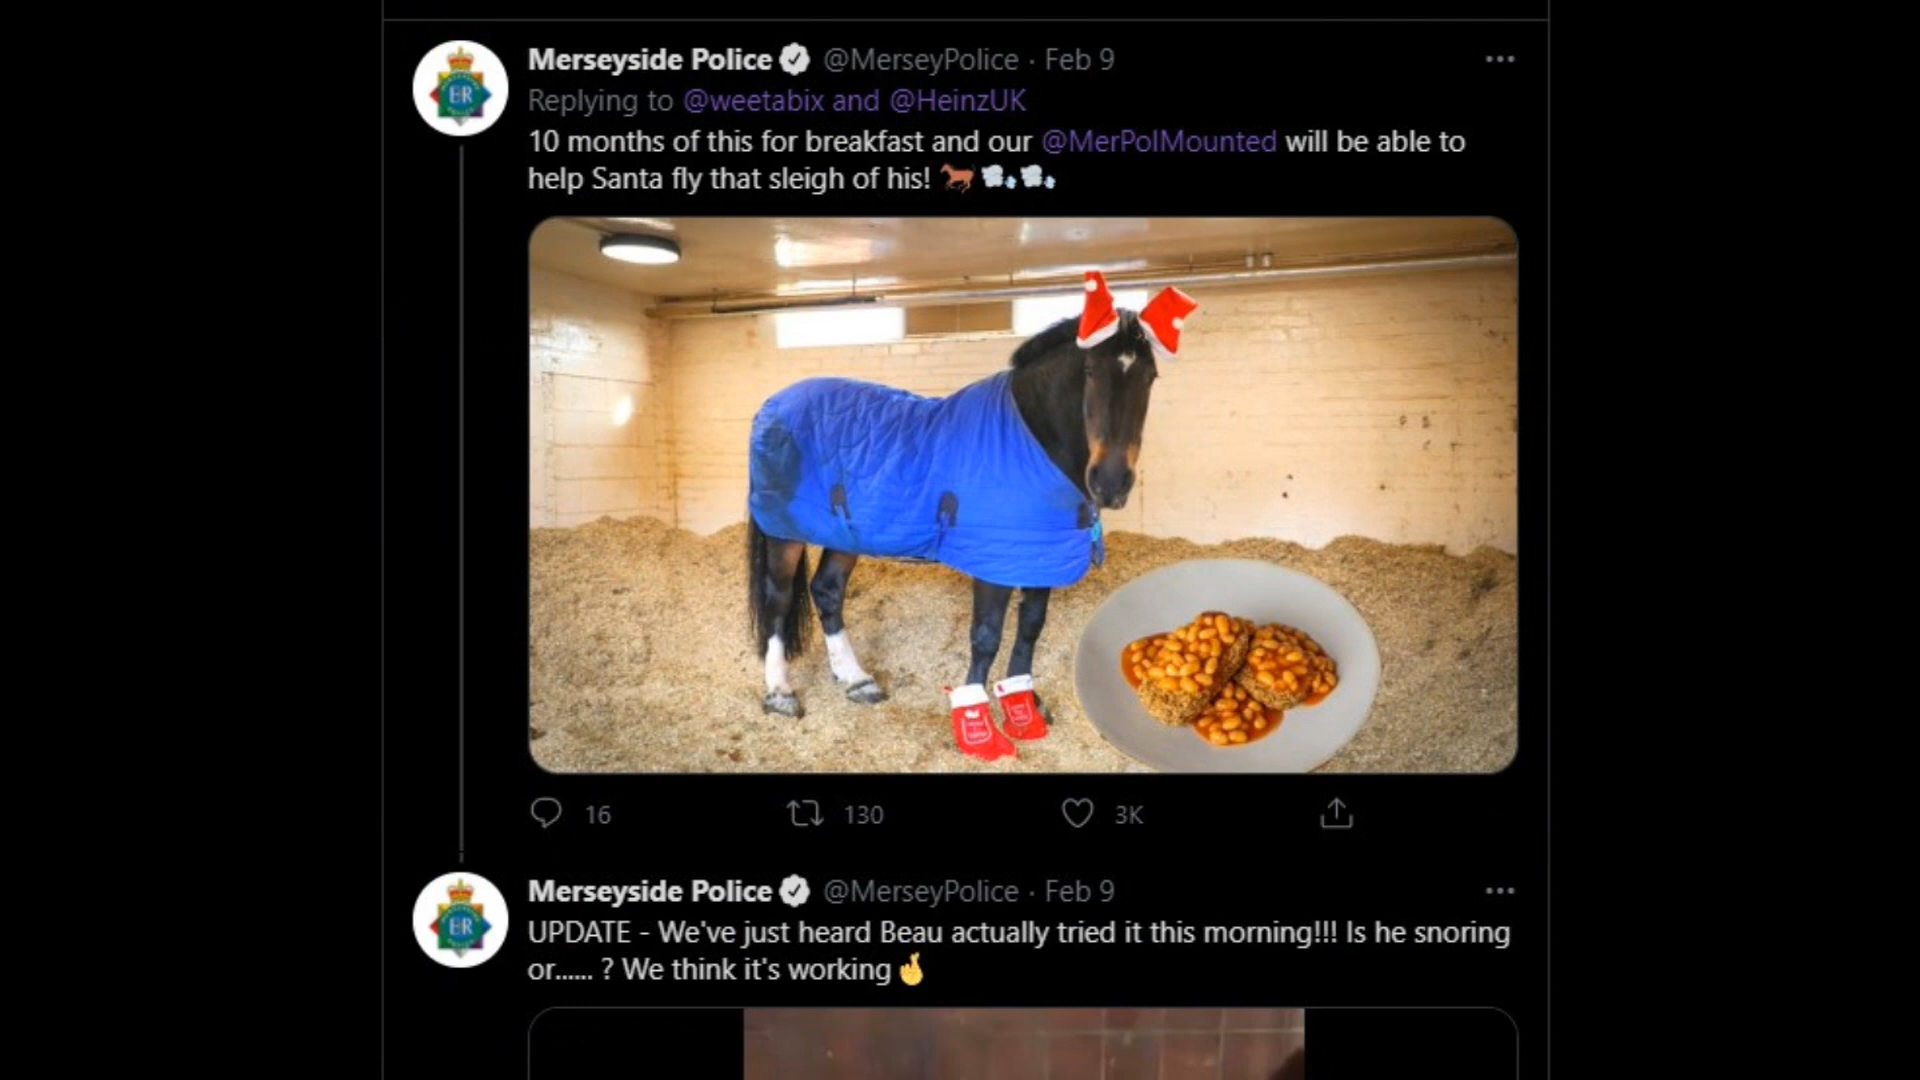 Merseyside Police @MerseyPolice · Feb 9
Replying to @weetabix and @HeinzUK
10 months of this for breakfast and our @MerPolMounted will be able to
help Santa fly that sleigh of his! 🐎💨💨
16 130 3K
Merseyside Police @MerseyPolice · Feb 9
UPDATE - We've just heard Beau actually tried it this morning!!! Is he snoring
or...... ? We think it's working🤞